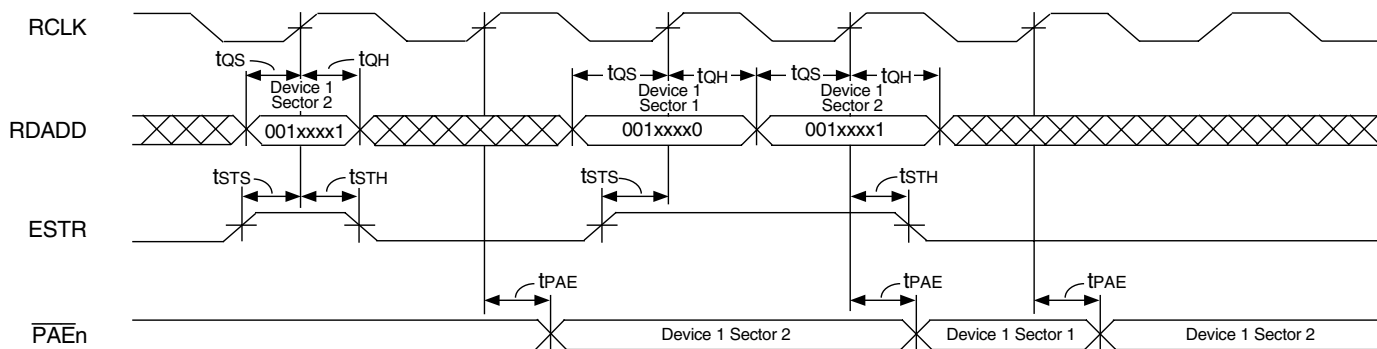 RCLK
tQS tQH tQS tQH tQS tQH
Device 1
Sector 2
Device 1
Sector 1
Device 1
Sector 2
RDADD
001xxxx1 001xxxx0 001xxxx1
tSTS tSTH tSTS tSTH
ESTR
tPAE tPAE tPAE
PAEn
Device 1 Sector 2 Device 1 Sector 1 Device 1 Sector 2